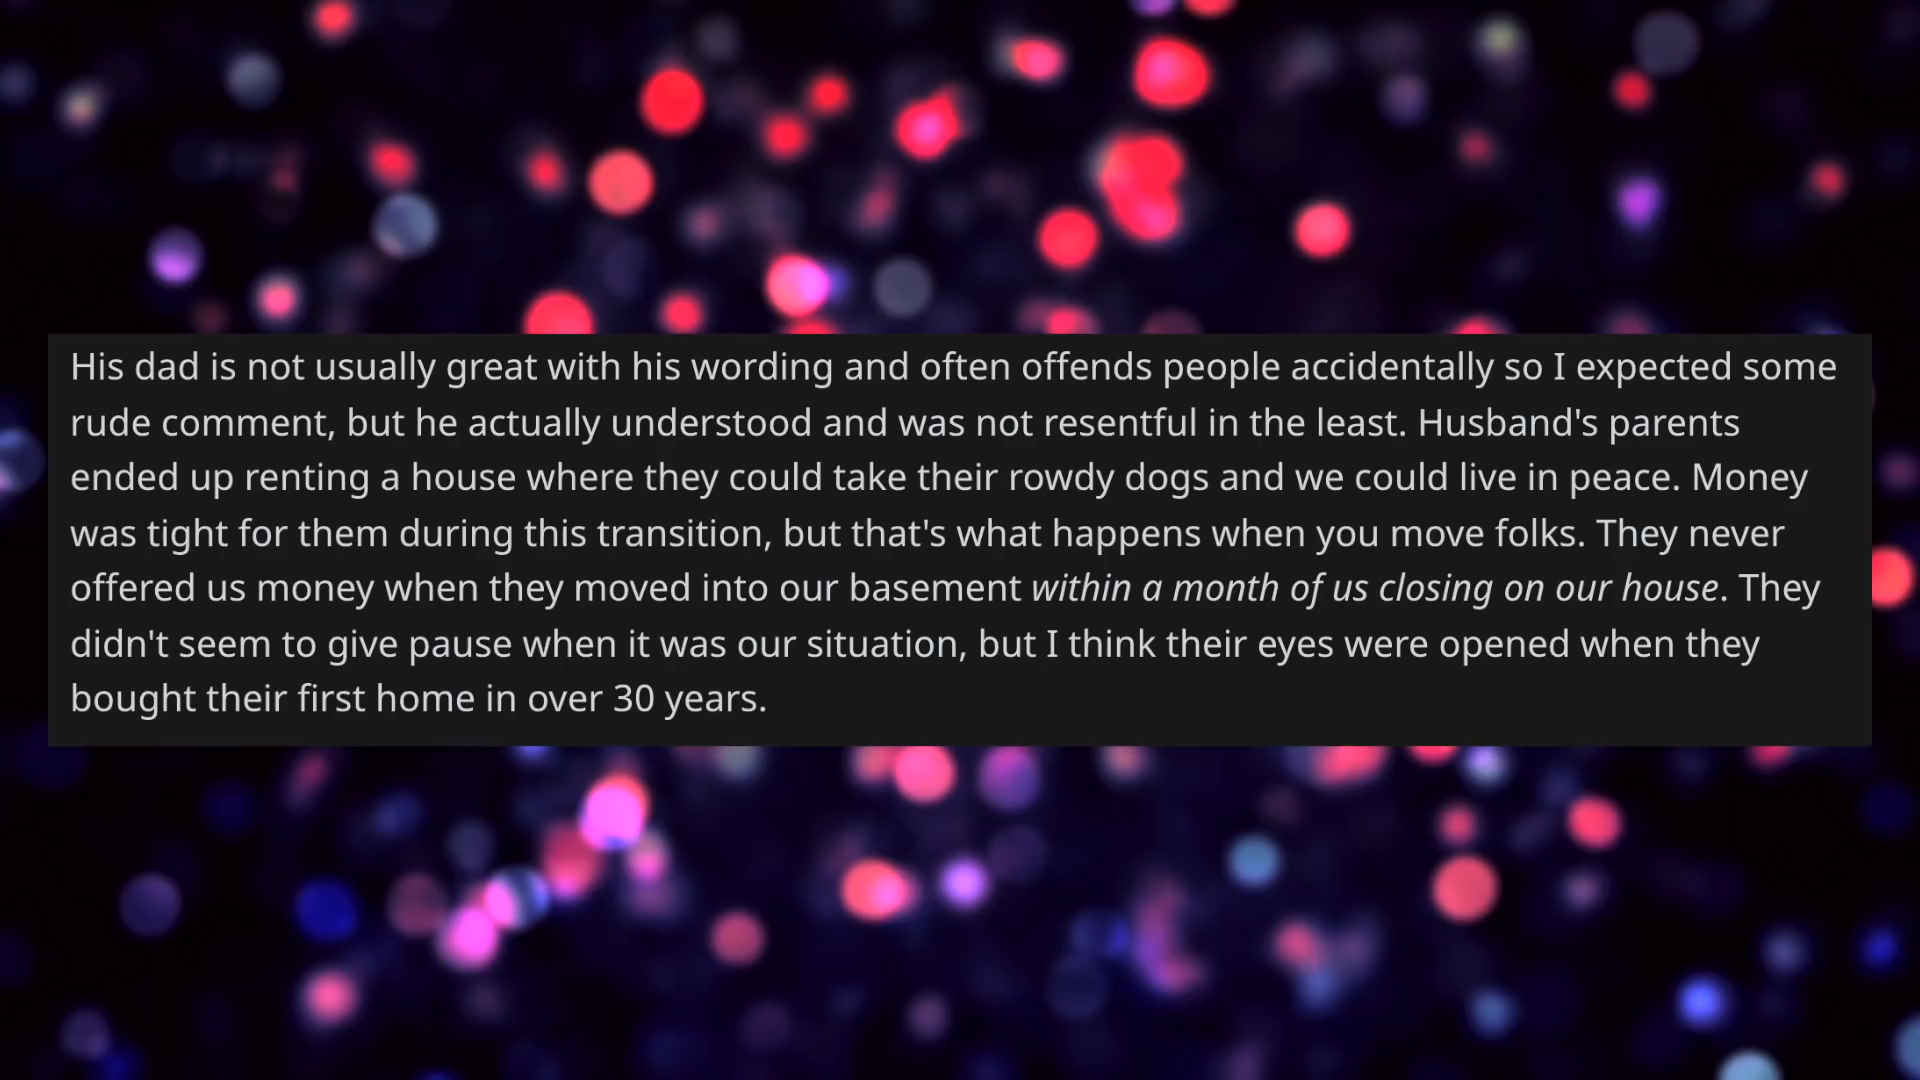 His dad is not usually great with his wording and often offends people accidentally so I expected some
rude comment, but he actually understood and was not resentful in the least. Husband's parents
ended up renting a house where they could take their rowdy dogs and we could live in peace. Money
was tight for them during this transition, but that's what happens when you move folks. They never
offered us money when they moved into our basement within a month of us closing on our house. They
didn't seem to give pause when it was our situation, but I think their eyes were opened when they
bought their first home in over 30 years.